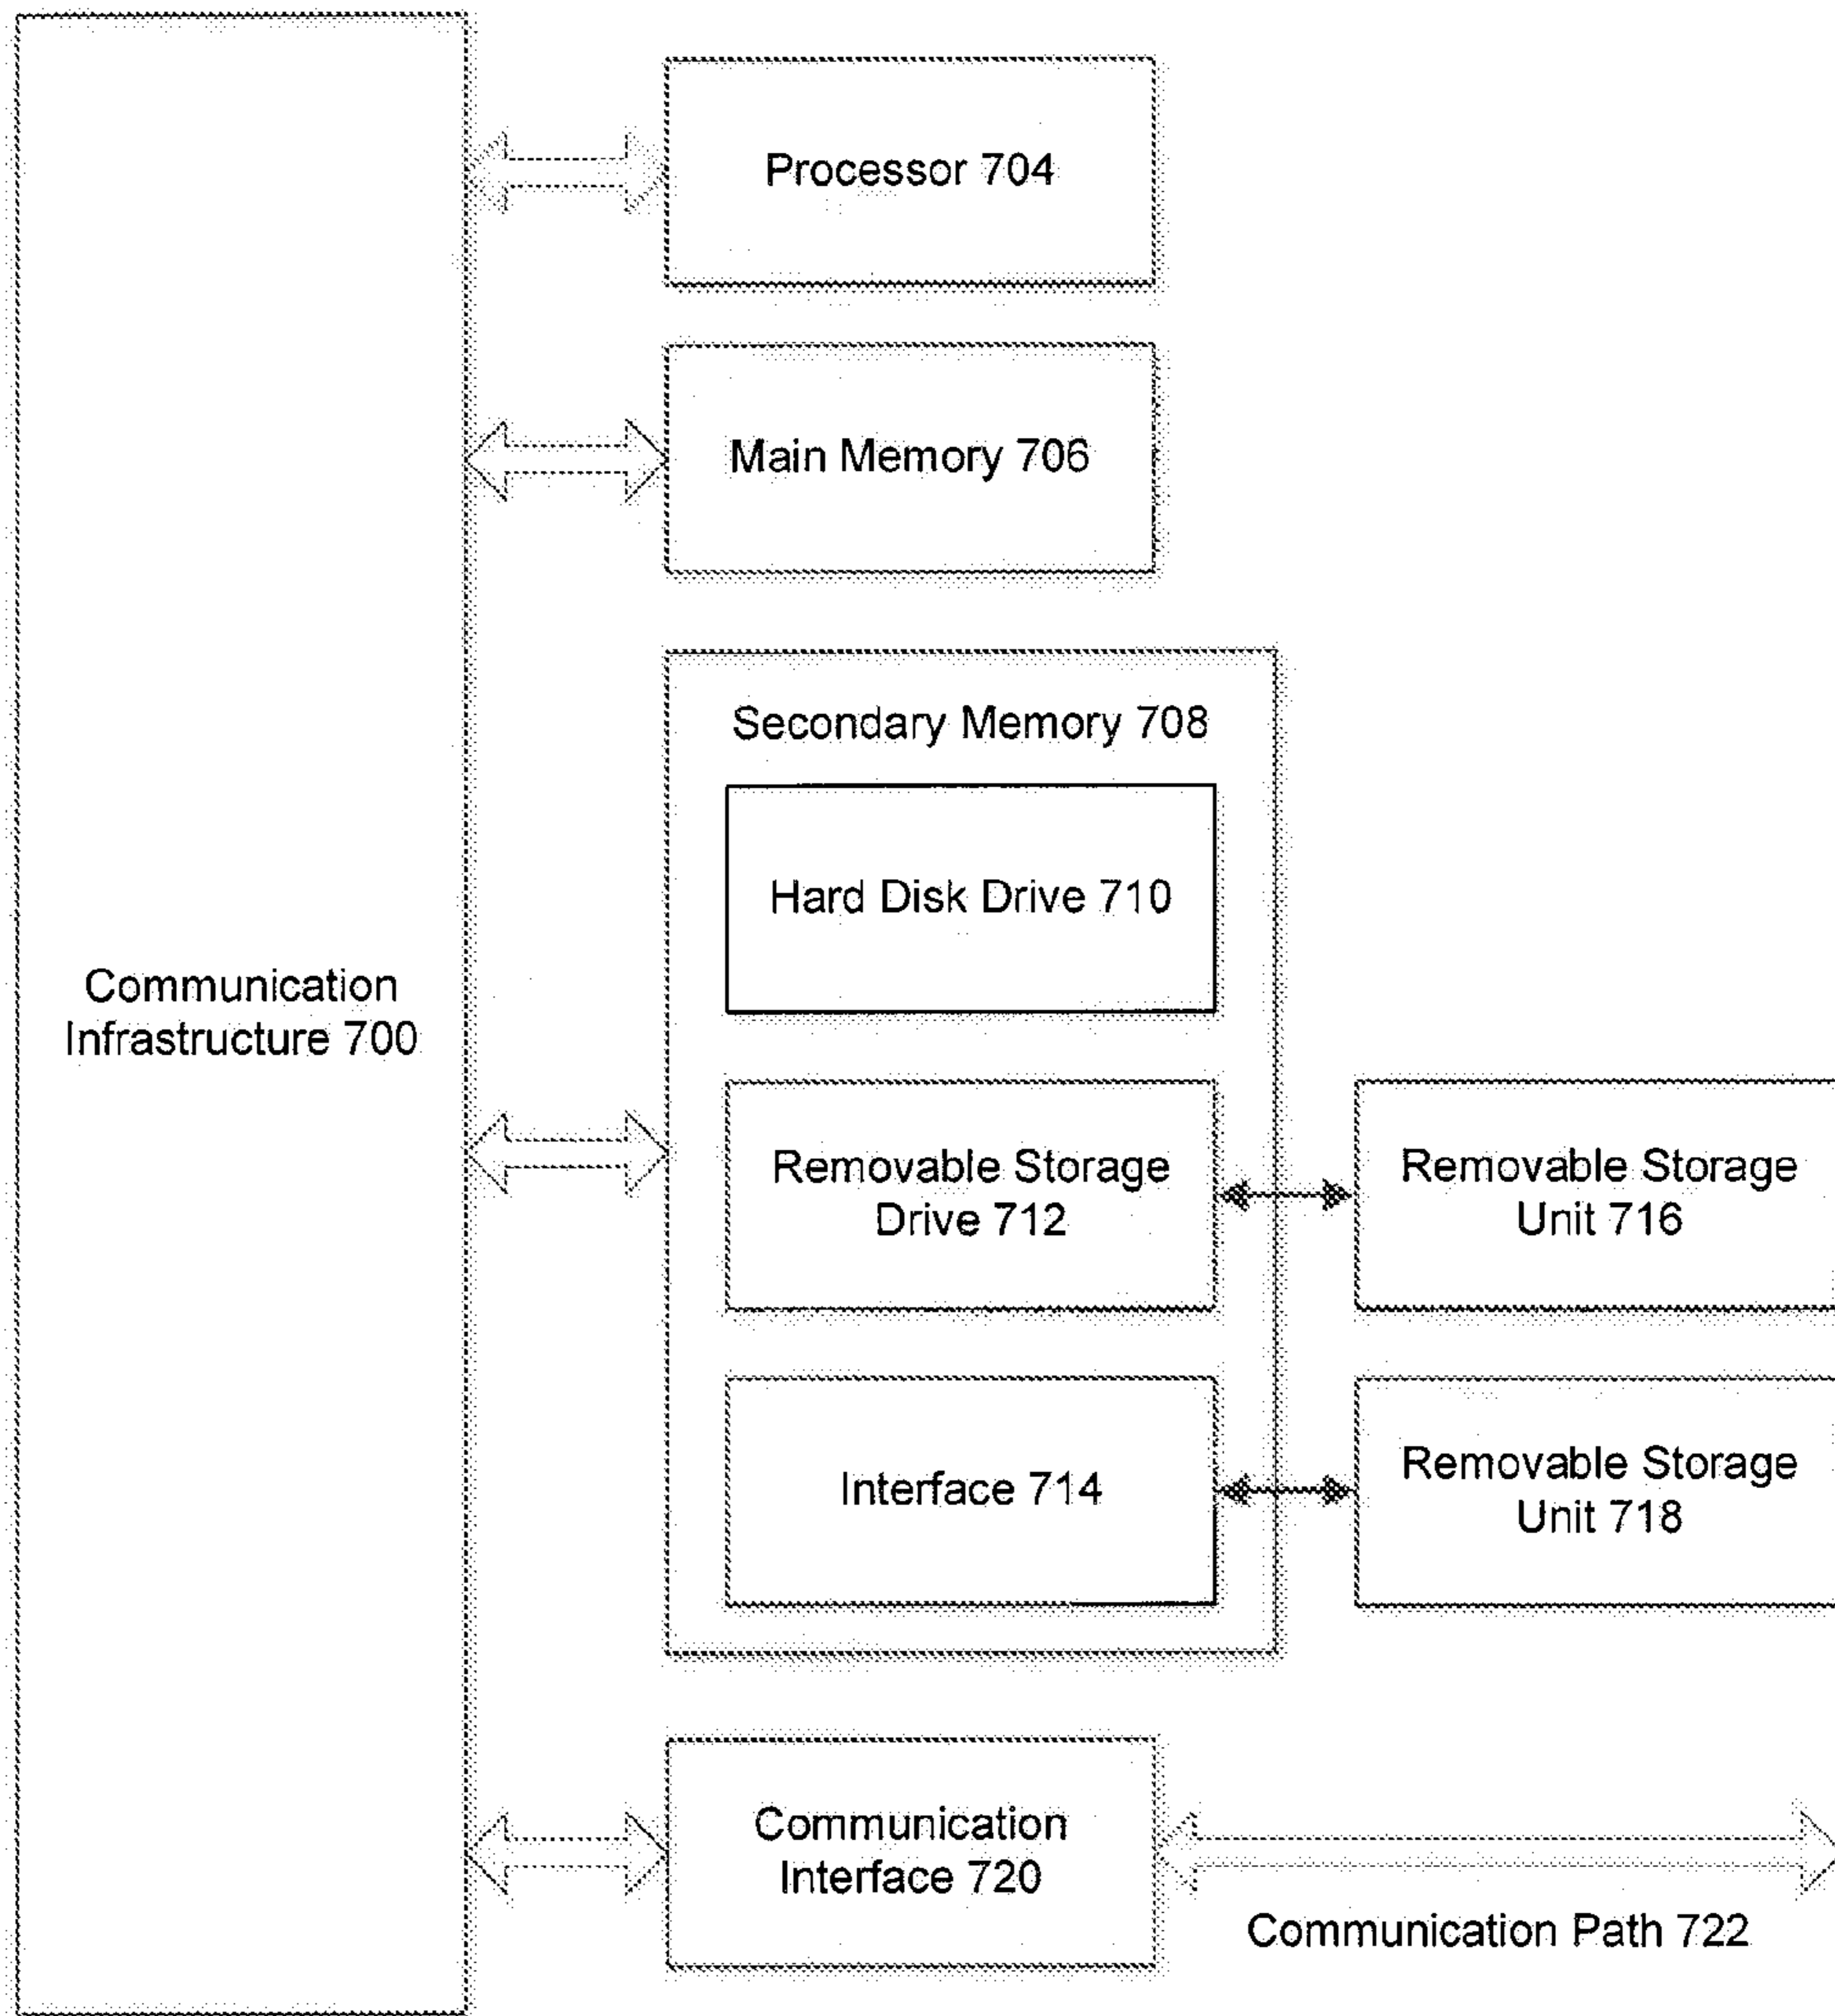 Processor 704
Main Memory 706
Secondary Memory 708
Hard Disk Drive 710
Communication
Infrastructure 700
Removable Storage
Drive 712
Removable Storage
Unit 716
Interface 714
Removable Storage
Unit 718
Communication
Interface 720
Communication Path 722